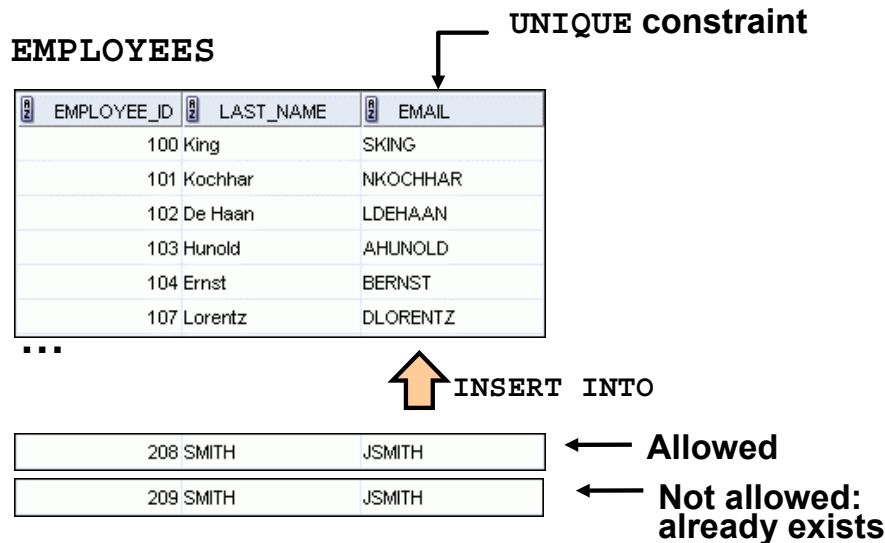 UNIQUE constraint
EMPLOYEES
EMPLOYEE_ID LAST_NAME EMAIL
100 King SKING
101 Kochhar NKOCHHAR
102 De Haan LDEHAAN
103 Hunold AHUNOLD
104 Ernst BERNST
107 Lorentz DLORENTZ
...
INSERT INTO
208 SMITH JSMITH Allowed
209 SMITH JSMITH Not allowed:
already exists